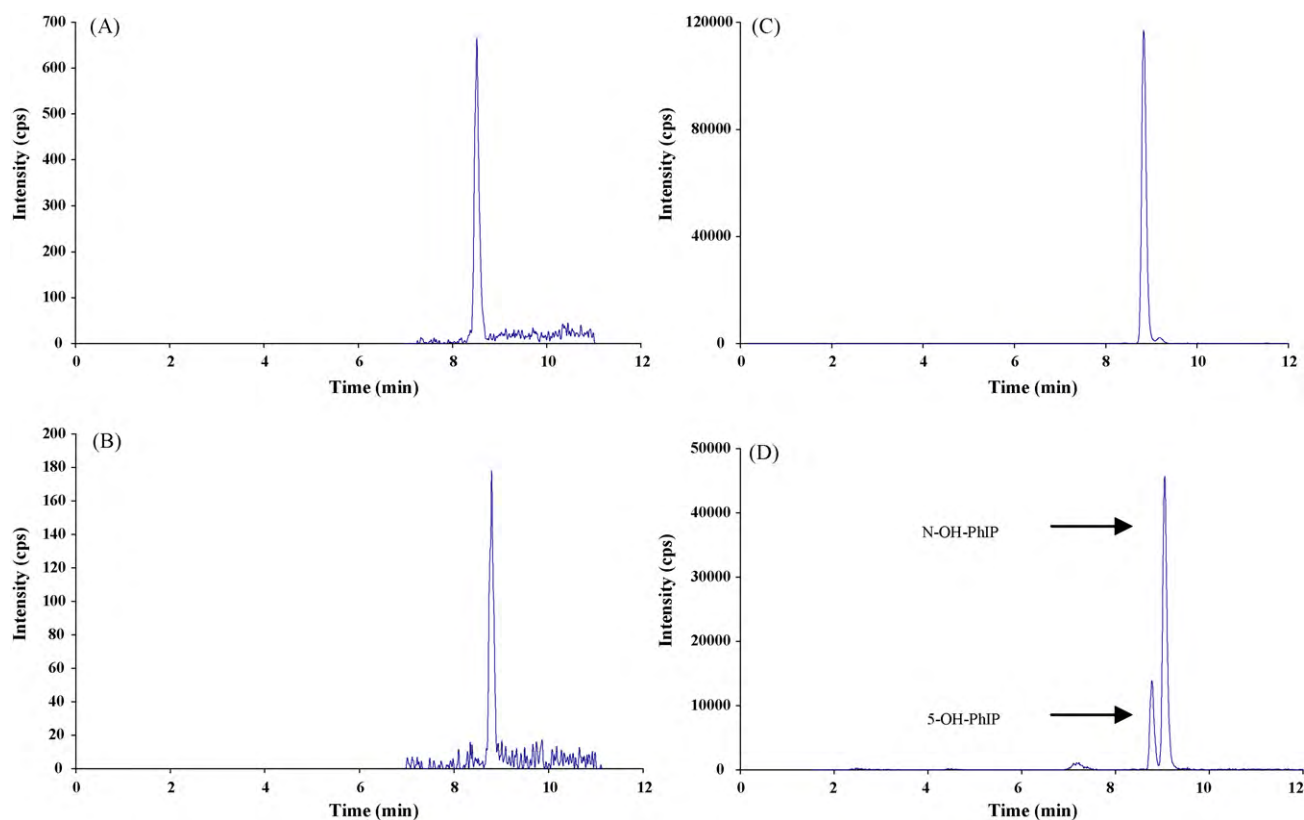 (A)
700
600
500
400
300
200
100
0
Intensity (cps)
0 2 4 6 8 10 12
Time (min)
(B)
200
180
160
140
120
100
80
60
40
20
0
Intensity (cps)
0 2 4 6 8 10 12
Time (min)
(C)
120000
80000
40000
0
Intensity (cps)
0 2 4 6 8 10 12
Time (min)
(D)
50000
40000
30000
20000
10000
0
Intensity (cps)
N-OH-PhIP
5-OH-PhIP
0 2 4 6 8 10 12
Time (min)